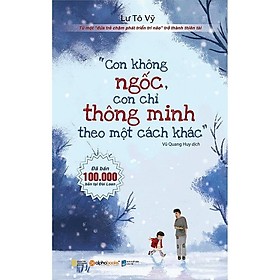 Lư Tô Vỹ
Từ một "đứa trẻ chậm phát triển trí não" trở thành thiên tài
"Con không
ngốc,
con chỉ
thông minh
theo một cách khác"
Vũ Quang Huy dịch
Đã bán
100.000
bản tại Đài Loan
alphabooks